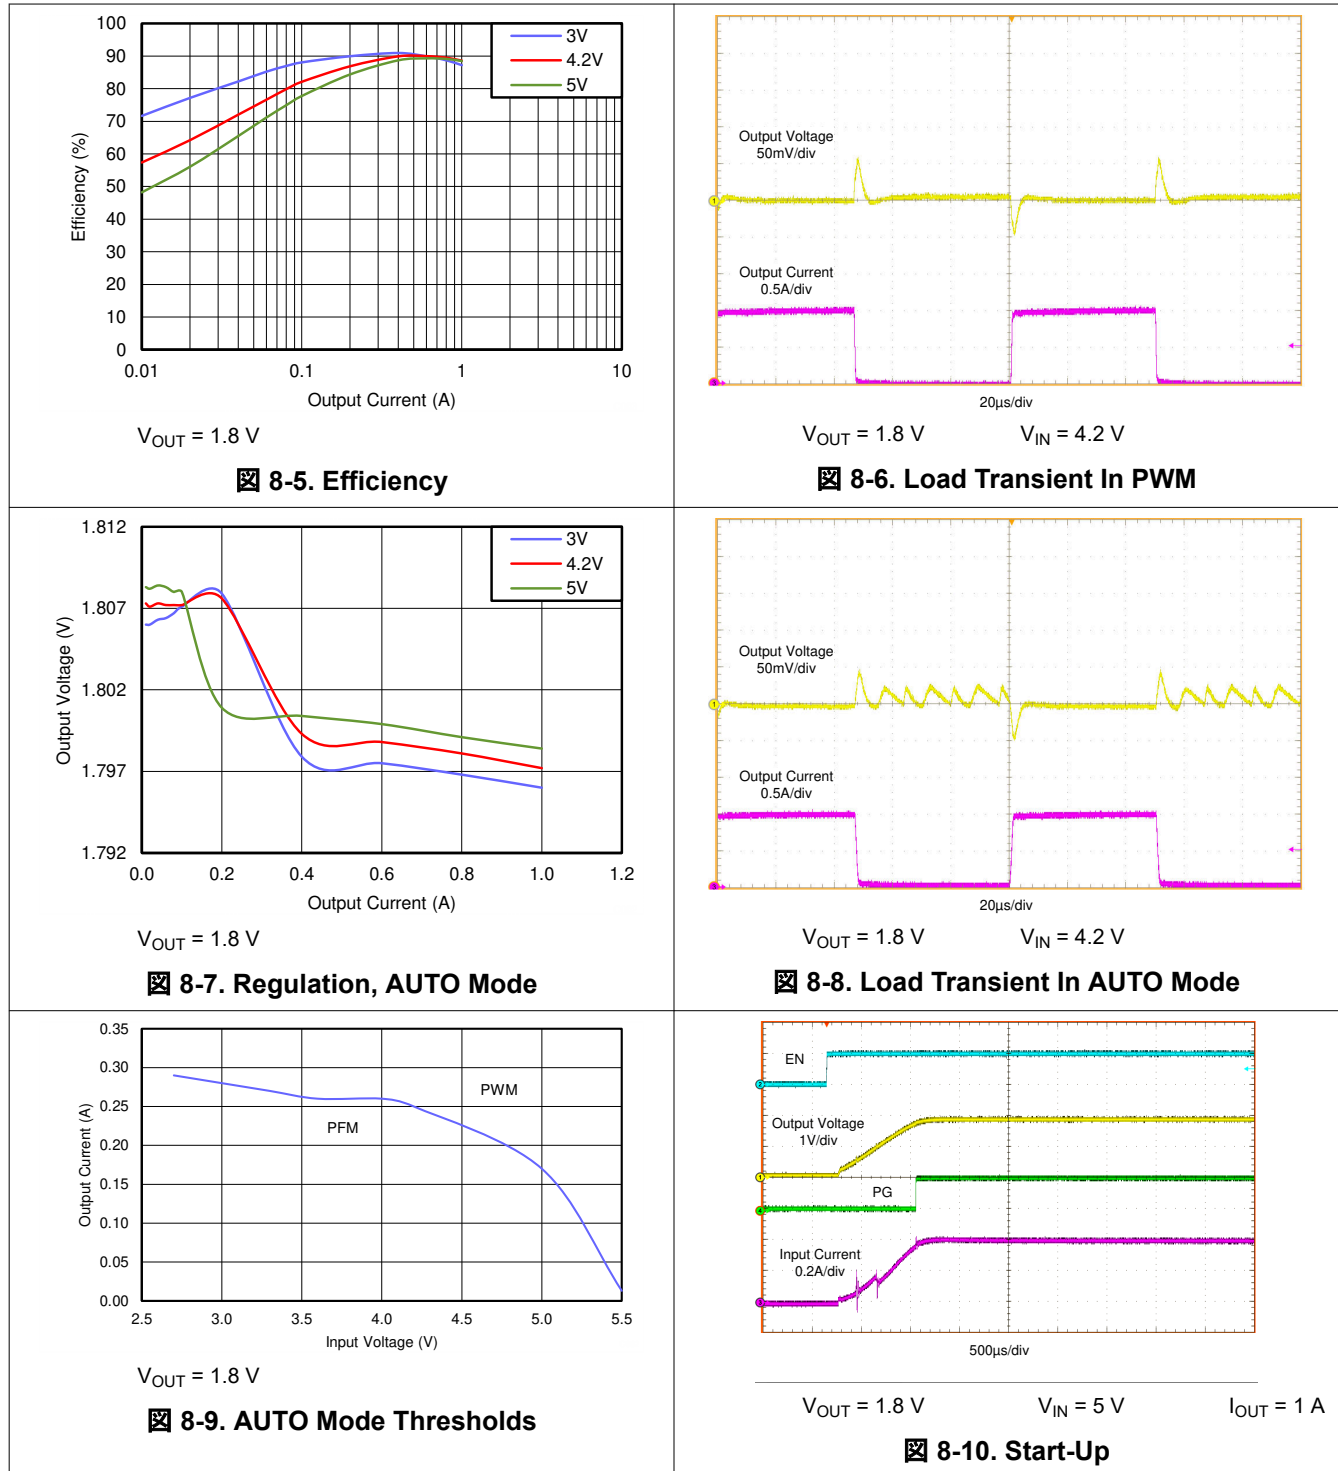 100
90
80
70
60
50
40
30
20
10
0
Efficiency (%)
3V
4.2V
5V
0.01
0.1
1
10
Output Current (A)
VOUT = 1.8 V
図 8-5. Efficiency
Output Voltage
50mV/div
1
Output Current
0.5A/div
20µs/div
VOUT = 1.8 V
VIN = 4.2 V
図 8-6. Load Transient In PWM
1.812
1.807
1.802
1.797
1.792
Output Voltage (V)
3V
4.2V
5V
0.0
0.2
0.4
0.6
0.8
1.0
1.2
Output Current (A)
VOUT = 1.8 V
図 8-7. Regulation, AUTO Mode
Output Voltage
50mV/div
1
Output Current
0.5A/div
20µs/div
VOUT = 1.8 V
VIN = 4.2 V
図 8-8. Load Transient In AUTO Mode
0.35
0.30
0.25
0.20
0.15
0.10
0.05
0.00
Output Current (A)
PWM
PFM
2.5
3.0
3.5
4.0
4.5
5.0
5.5
Input Voltage (V)
VOUT = 1.8 V
図 8-9. AUTO Mode Thresholds
EN
2
Output Voltage
1V/div
1
PG
4
Input Current
0.2A/div
3
500µs/div
VOUT = 1.8 V
VIN = 5 V
IOUT = 1 A
図 8-10. Start-Up